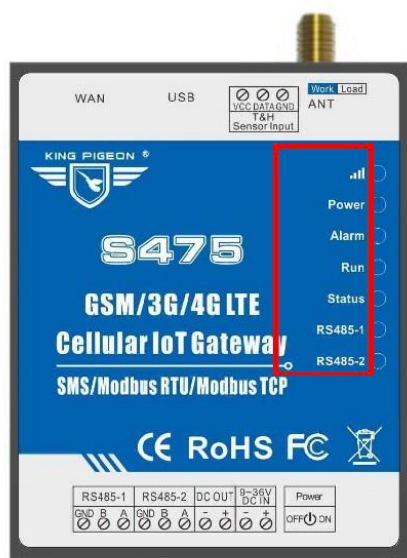 WAN USB VCC DATA GND Work Load
T&H ANT
Sensor Input
KING PIGEON ®
Power
S475 Alarm
Run
GSM/3G/4G LTE Status
Cellular IoT Gateway RS485-1
RS485-2
SMS/Modbus RTU/Modbus TCP
CE RoHS FC
RS485-1 RS485-2 DC OUT 9~36V DC IN Power
GND B A GND B A - + - + OFF ON